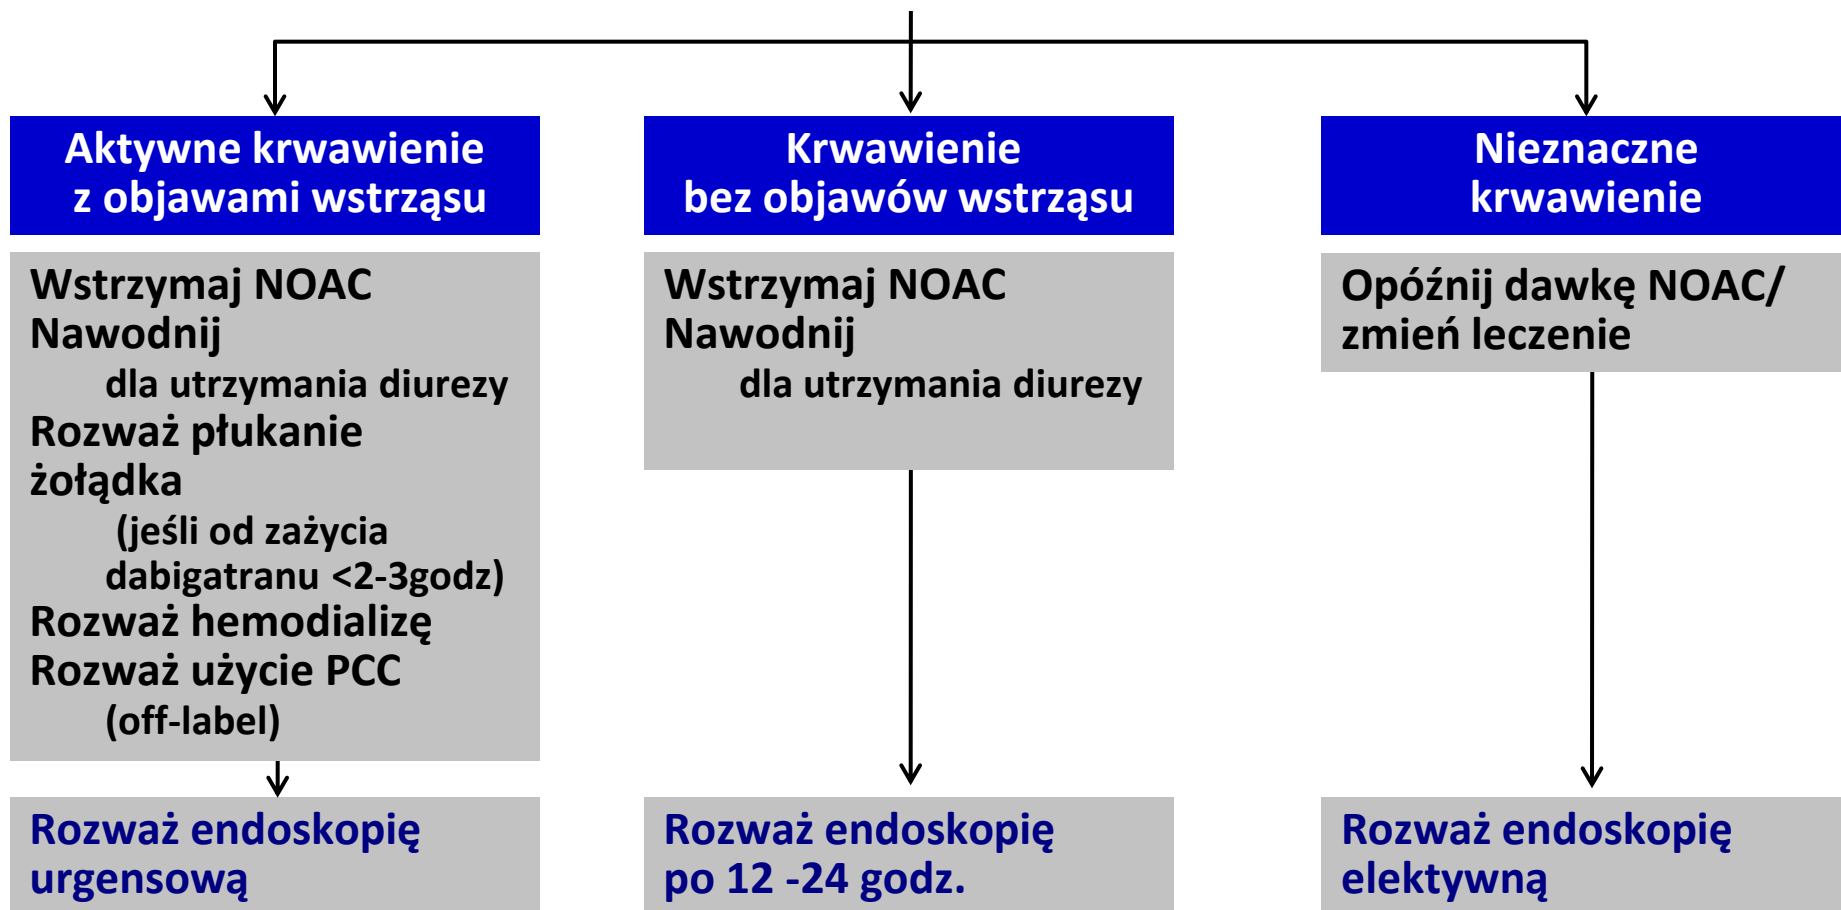 Aktywne krwawienie
z objawami wstrząsu
Wstrzymaj NOAC
Nawodnij
dla utrzymania diurezy
Rozważ płukanie
żołądka
(jeśli od zażycia
dabigatranu <2-3godz)
Rozważ hemodializę
Rozważ użycie PCC
(off-label)
Rozważ endoskopię
urgensową
Krwawienie
bez objawów wstrząsu
Wstrzymaj NOAC
Nawodnij
dla utrzymania diurezy
Rozważ endoskopię
po 12 -24 godz.
Nieznaczne
krwawienie
Opóźnij dawkę NOAC/
zmień leczenie
Rozważ endoskopię
elektywną